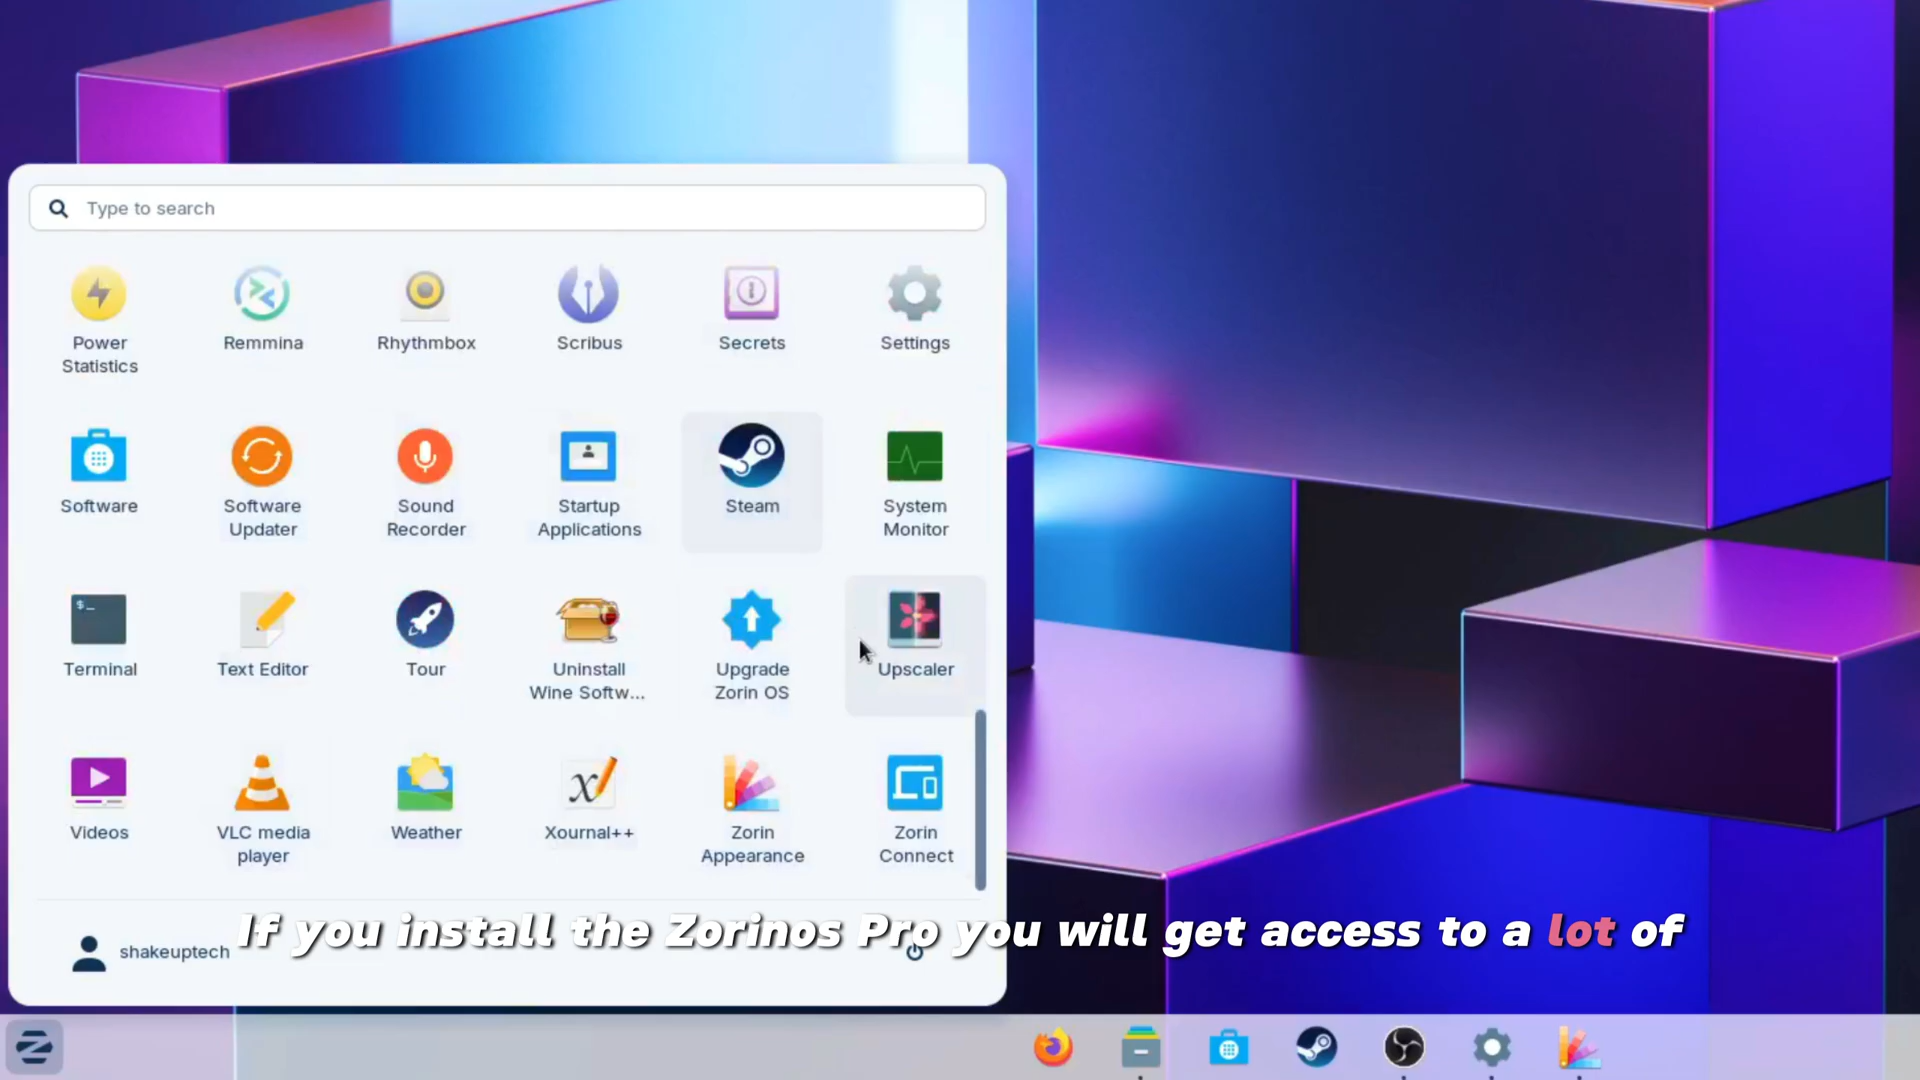 Type to search
Power
Statistics
Remmina
Rhythmbox
Scribus
Secrets
Settings
Software
Software
Updater
Sound
Recorder
Startup
Applications
Steam
System
Monitor
$_
Terminal
Text Editor
Tour
Uninstall
Wine Softw...
Upgrade
Zorin OS
Upscaler
Videos
VLC media
player
Weather
Xournal++
Zorin
Appearance
Zorin
Connect
If you install the Zorinos Pro you will get access to a lot of
shakeuptech